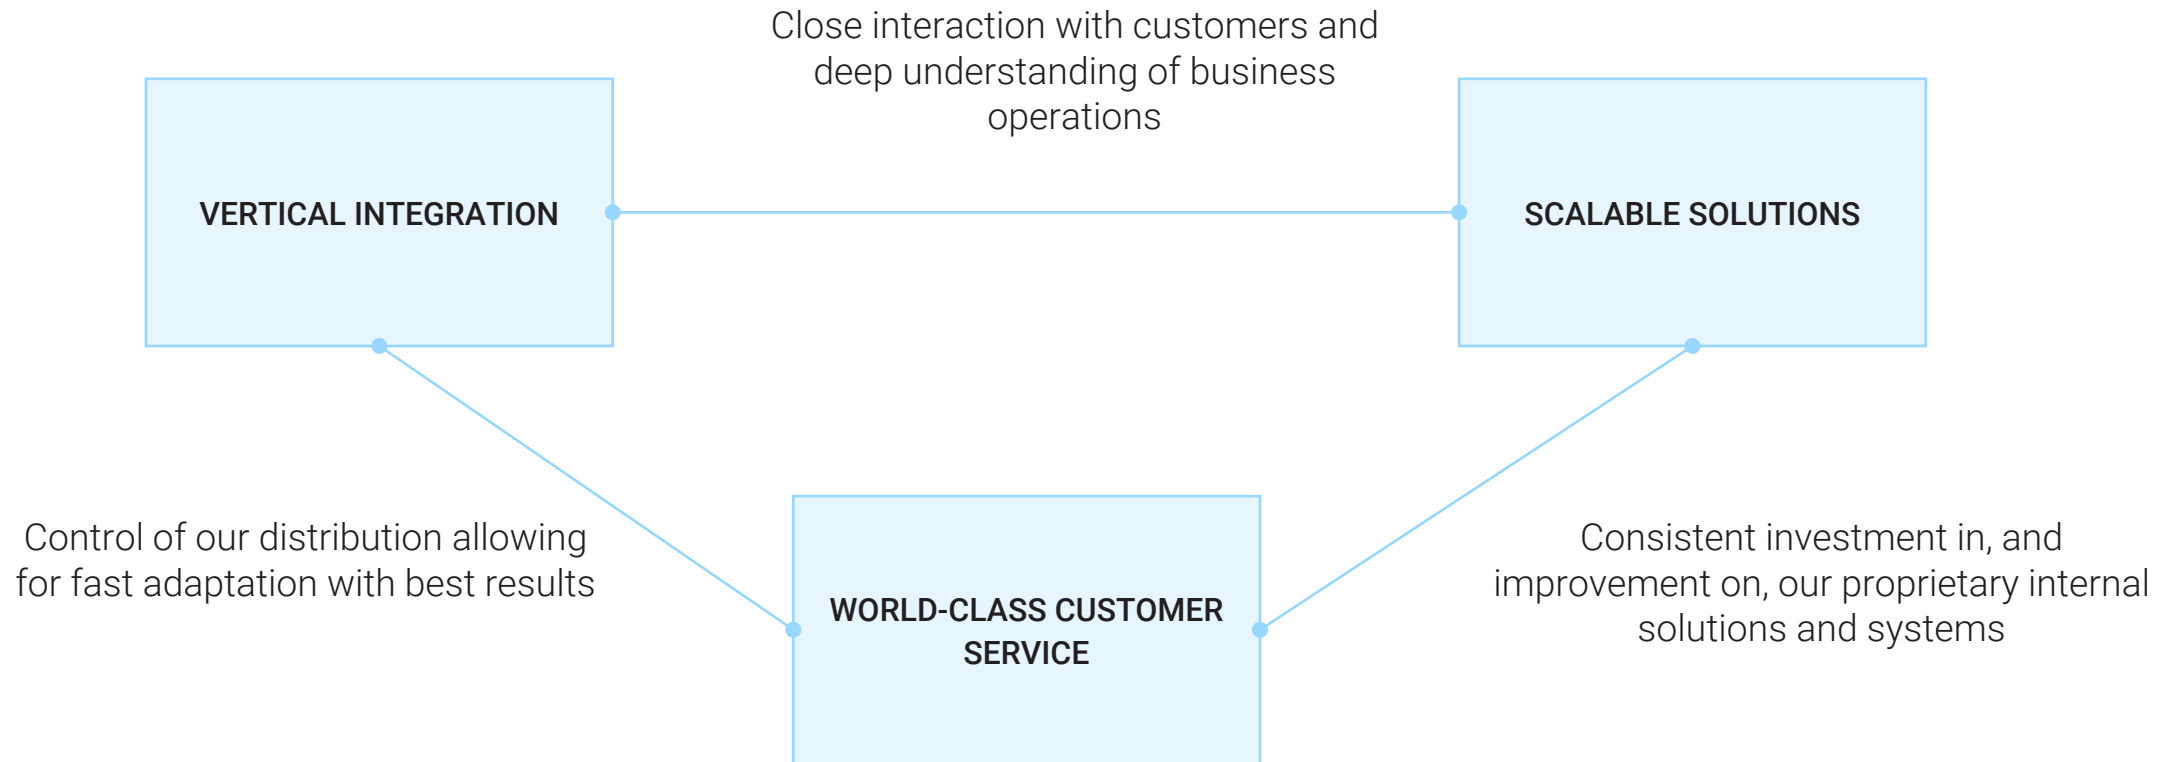 Close interaction with customers and
deep understanding of business
operations
VERTICAL INTEGRATION
SCALABLE SOLUTIONS
Control of our distribution allowing
for fast adaptation with best results
WORLD-CLASS CUSTOMER
SERVICE
Consistent investment in, and
improvement on, our proprietary internal
solutions and systems